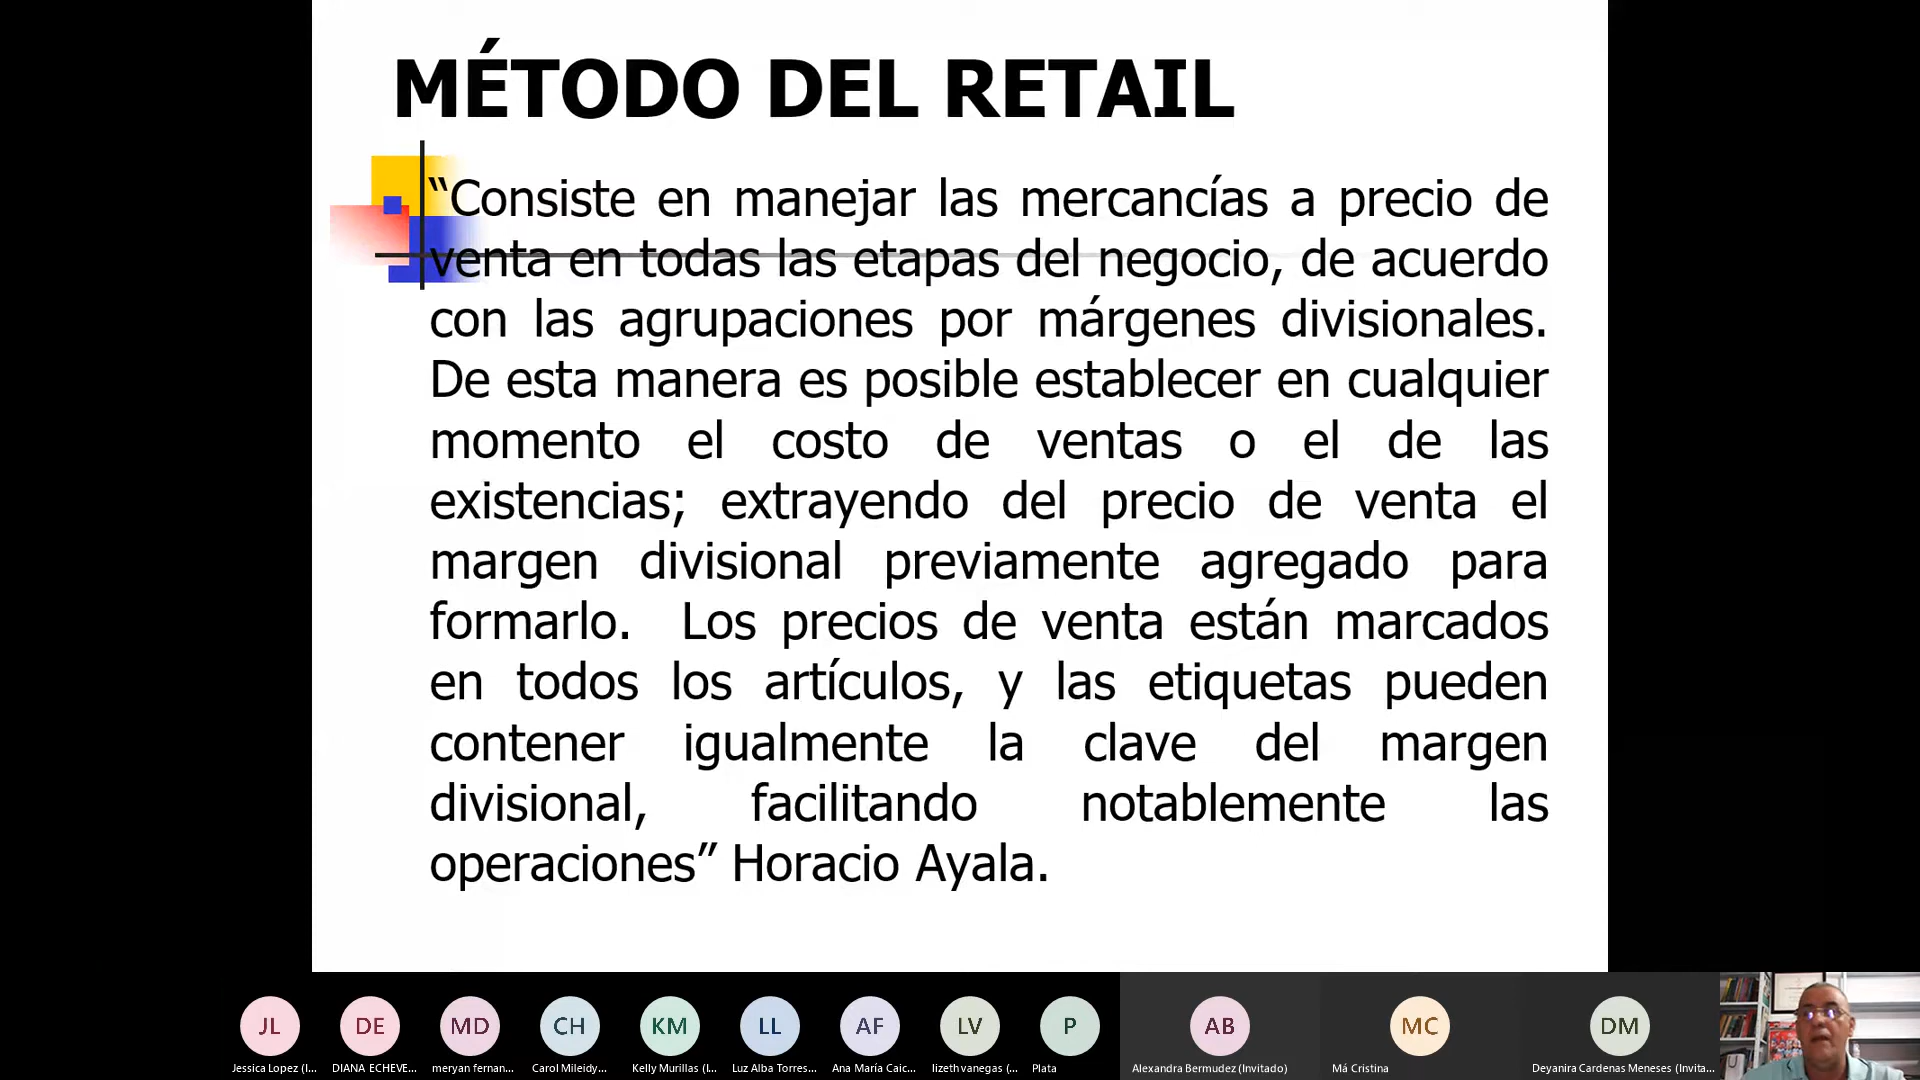 MÉTODO DEL RETAIL
“Consiste en manejar las mercancías a precio de
venta en todas las etapas del negocio, de acuerdo
con las agrupaciones por márgenes divisionales.
De esta manera es posible establecer en cualquier
momento el costo de ventas o el de las
existencias; extrayendo del precio de venta el
margen divisional previamente agregado para
formarlo. Los precios de venta están marcados
en todos los artículos, y las etiquetas pueden
contener igualmente la clave del margen
divisional, facilitando notablemente las
operaciones” Horacio Ayala.
JL DE MD CH KM LL AF LV P AB MC DM
Jessica Lopez (I... DIANA ECHEVE... meryan fernan... Carol Mileidy... Kelly Murillas (I... Luz Alba Torres... Ana María Caic... lizeth vanegas (... Plata Alexandra Bermudez (Invitado) Má Cristina Deyanira Cardenas Meneses (Invita...